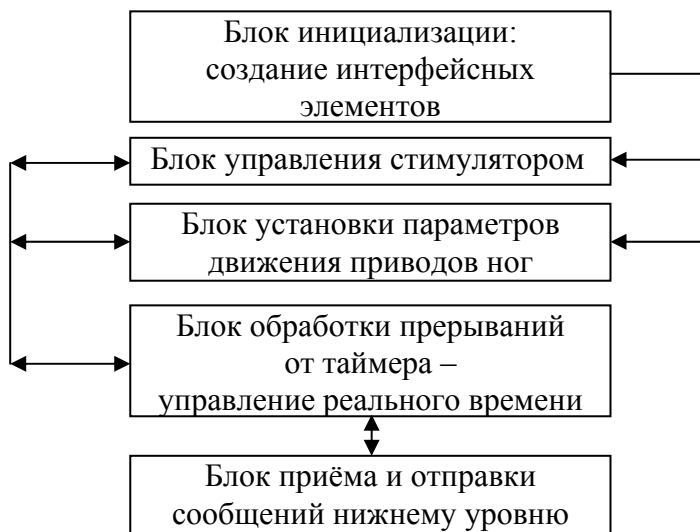 Блок инициализации:
создание интерфейсных
элементов
Блок управления стимулятором
Блок установки параметров
движения приводов ног
Блок обработки прерываний
от таймера –
управление реального времени
Блок приёма и отправки
сообщений нижнему уровню